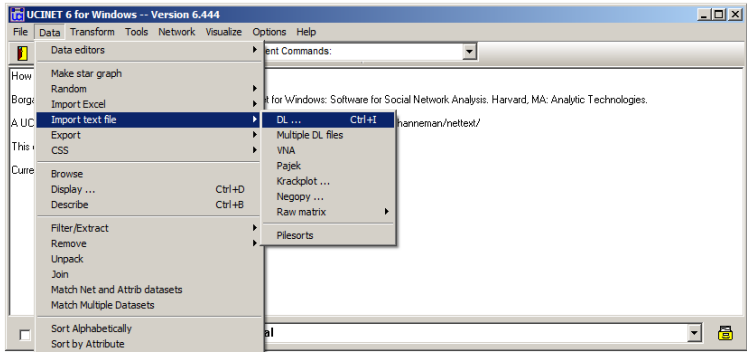 UCINET 6 for Windows -- Version 6.444
File Data Transform Tools Network Visualize Options Help
Data editors
ent Commands:
Make star graph
How
Random
Borga
t for Windows: Software for Social Network Analysis. Harvard, MA: Analytic Technologies.
Import Excel
A UC
Import text file
DL ... Ctrl+I
hanneman/nettext/
Export
Multiple DL files
This
CSS
VNA
Curre
Pajek
Browse
Krackplot ...
Display ... Ctrl+D
Negopy ...
Describe Ctrl+B
Raw matrix
Filter/Extract
Pilesorts
Remove
Unpack
Join
Match Net and Attrib datasets
Match Multiple Datasets
Sort Alphabetically
al
Sort by Attribute